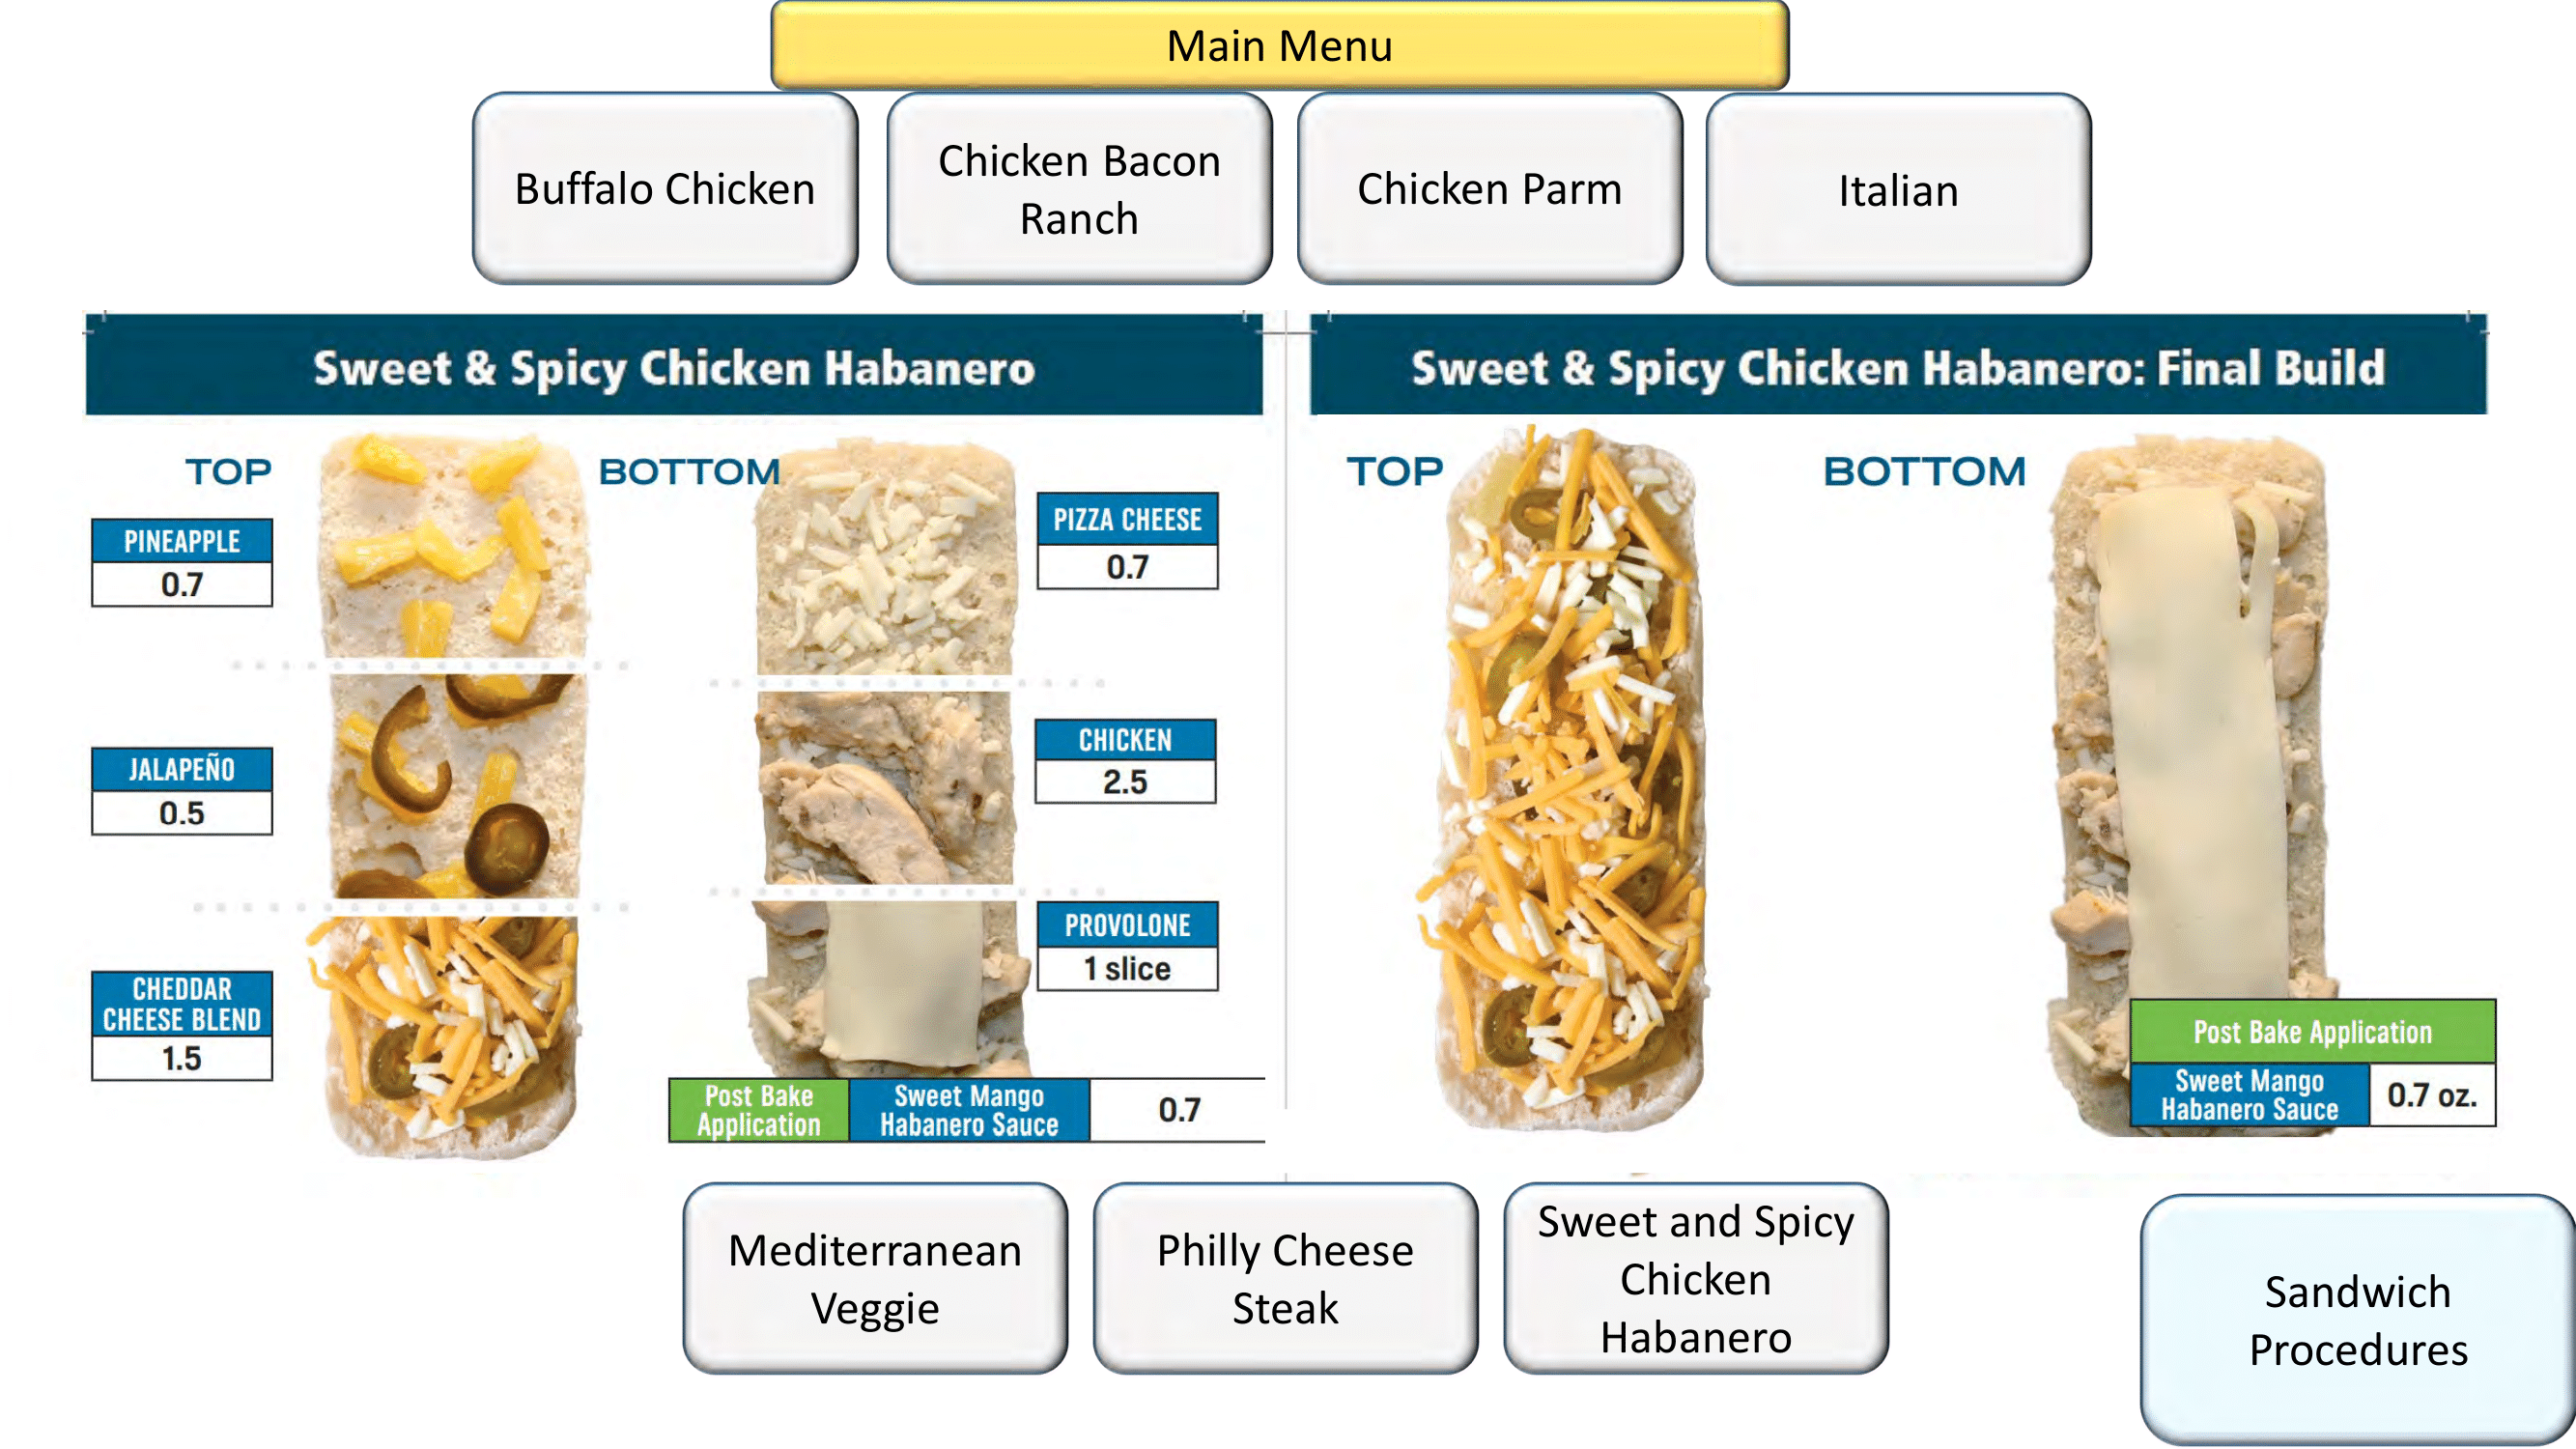 Main Menu
Buffalo Chicken
Chicken Bacon
Ranch
Chicken Parm
Italian
Sweet & Spicy Chicken Habanero
TOP
BOTTOM
PINEAPPLE
0.7
JALAPEÑO
0.5
CHEDDAR
CHEESE BLEND
1.5
PIZZA CHEESE
0.7
CHICKEN
2.5
PROVOLONE
1 slice
Post Bake
Application
Sweet Mango
Habanero Sauce
0.7
Sweet & Spicy Chicken Habanero: Final Build
TOP
BOTTOM
Post Bake Application
Sweet Mango
Habanero Sauce
0.7 oz.
Mediterranean
Veggie
Philly Cheese
Steak
Sweet and Spicy
Chicken
Habanero
Sandwich
Procedures